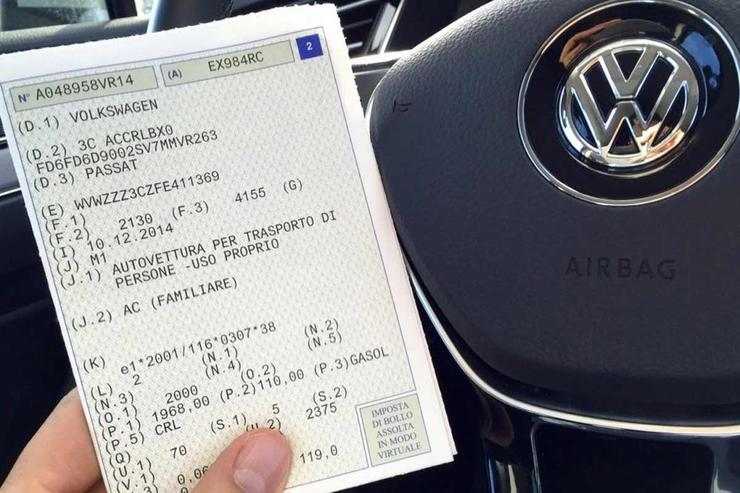 N° A048958VR14 (A) EX984RC 2
(D.1) VOLKSWAGEN
(D.2) 3C ACCRLBX0
FD6FD6D9002SV7MMVR263
(D.3) PASSAT
(E) WVWZZZ3CZFE411369
(F.1)
(F.2) 2130 (F.3) 4155 (G)
(I) 10.12.2014
(J) M1
(J.1) AUTOVETTURA PER TRASPORTO DI
PERSONE -USO PROPRIO
(J.2) AC (FAMILIARE)
(K) e1*2001/116*0307*38
(L) 2 (N.1) (N.2)
(N.3) (N.4) (N.5)
(O.1) 2000 (O.2)
(P.1) 1968.00 (P.2)110,00 (P.3)GASOL
(P.5) CRL
(Q) (S.1) 5 (S.2)
(U.1) 70 (U.2) 2375
(V.1) 119.0
IMPOSTA
DI BOLLO
ASSOLTA
IN MODO
VIRTUALE
AIRBAG